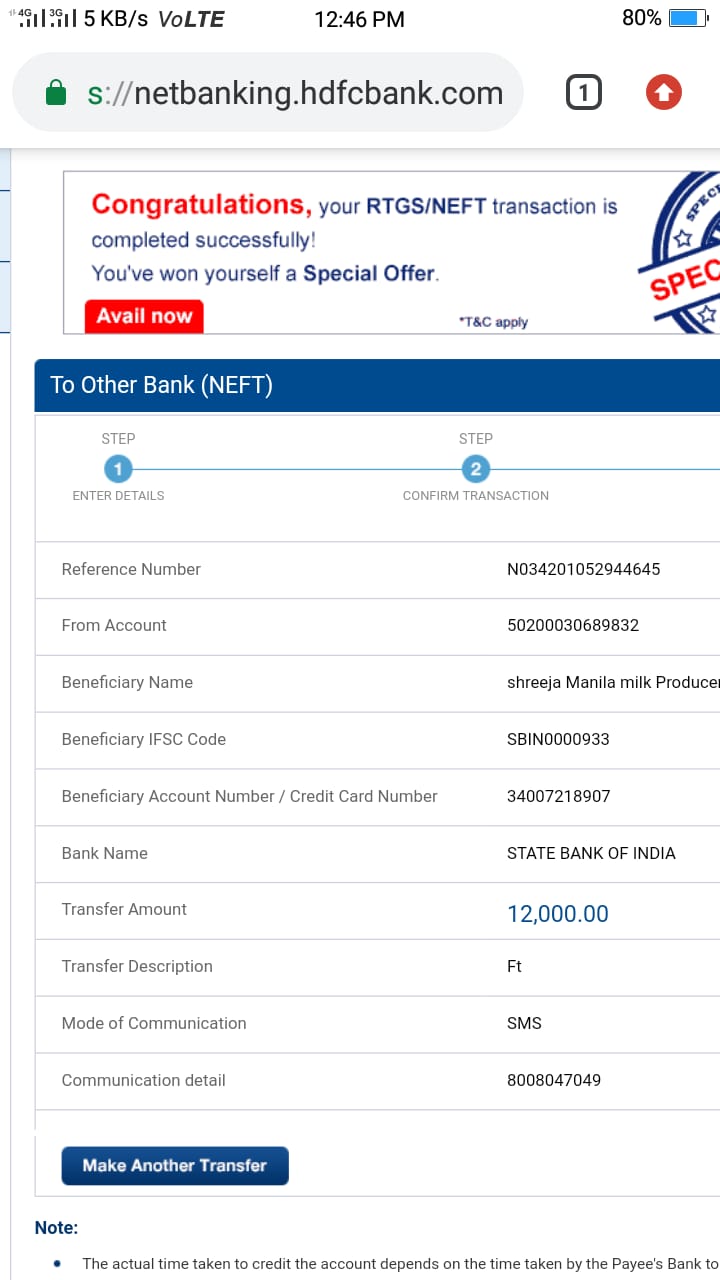 4G 3G 5 KB/s VoLTE 12:46 PM 80%
s://netbanking.hdfcbank.com 1
Congratulations, your RTGS/NEFT transaction is
completed successfully!
You've won yourself a Special Offer.
Avail now
*T&C apply
SPEC
SPEC
To Other Bank (NEFT)
STEP STEP
1 2
ENTER DETAILS CONFIRM TRANSACTION
Reference Number N034201052944645
From Account 50200030689832
Beneficiary Name shreeja Manila milk Producer
Beneficiary IFSC Code SBIN0000933
Beneficiary Account Number / Credit Card Number 34007218907
Bank Name STATE BANK OF INDIA
Transfer Amount 12,000.00
Transfer Description Ft
Mode of Communication SMS
Communication detail 8008047049
Make Another Transfer
Note:
• The actual time taken to credit the account depends on the time taken by the Payee's Bank to